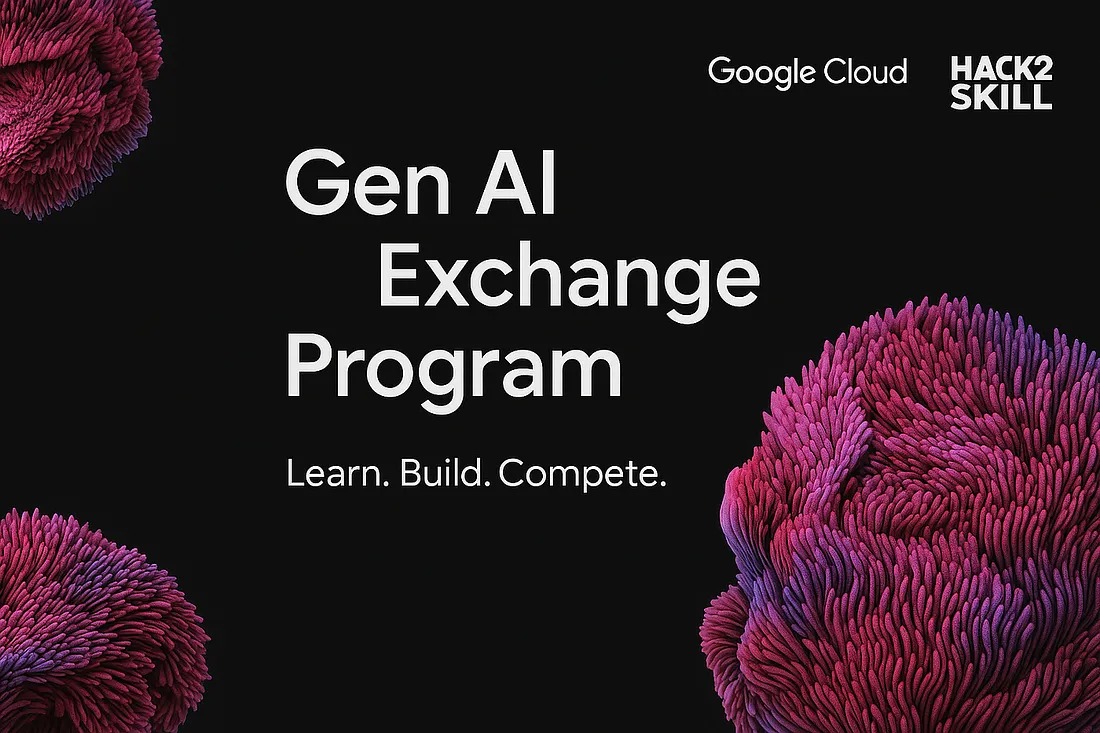 Google Cloud
HACK2
SKILL
Gen AI
Exchange
Program
Learn. Build. Compete.